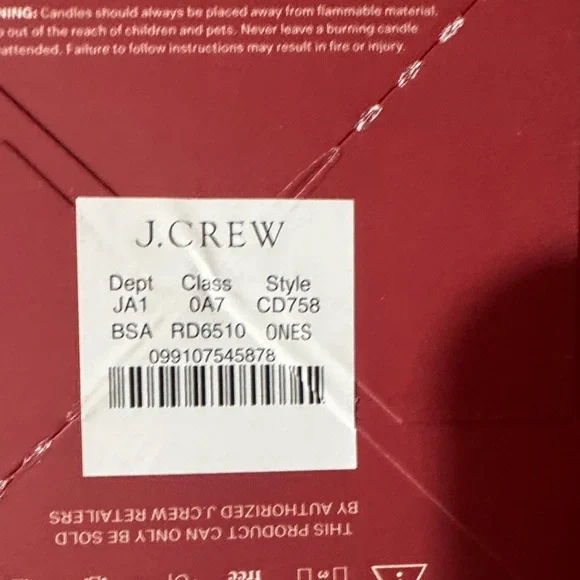 NING: Candles should always be placed away from flammable material,
out of the reach of children and pets. Never leave a burning candle
attended. Failure to follow instructions may result in fire or injury.
J.CREW
Dept Class Style
JA1 0A7 CD758
BSA RD6510 ONES
099107545878
THIS PRODUCT CAN ONLY BE SOLD
BY AUTHORIZED J.CREW RETAILERS
free